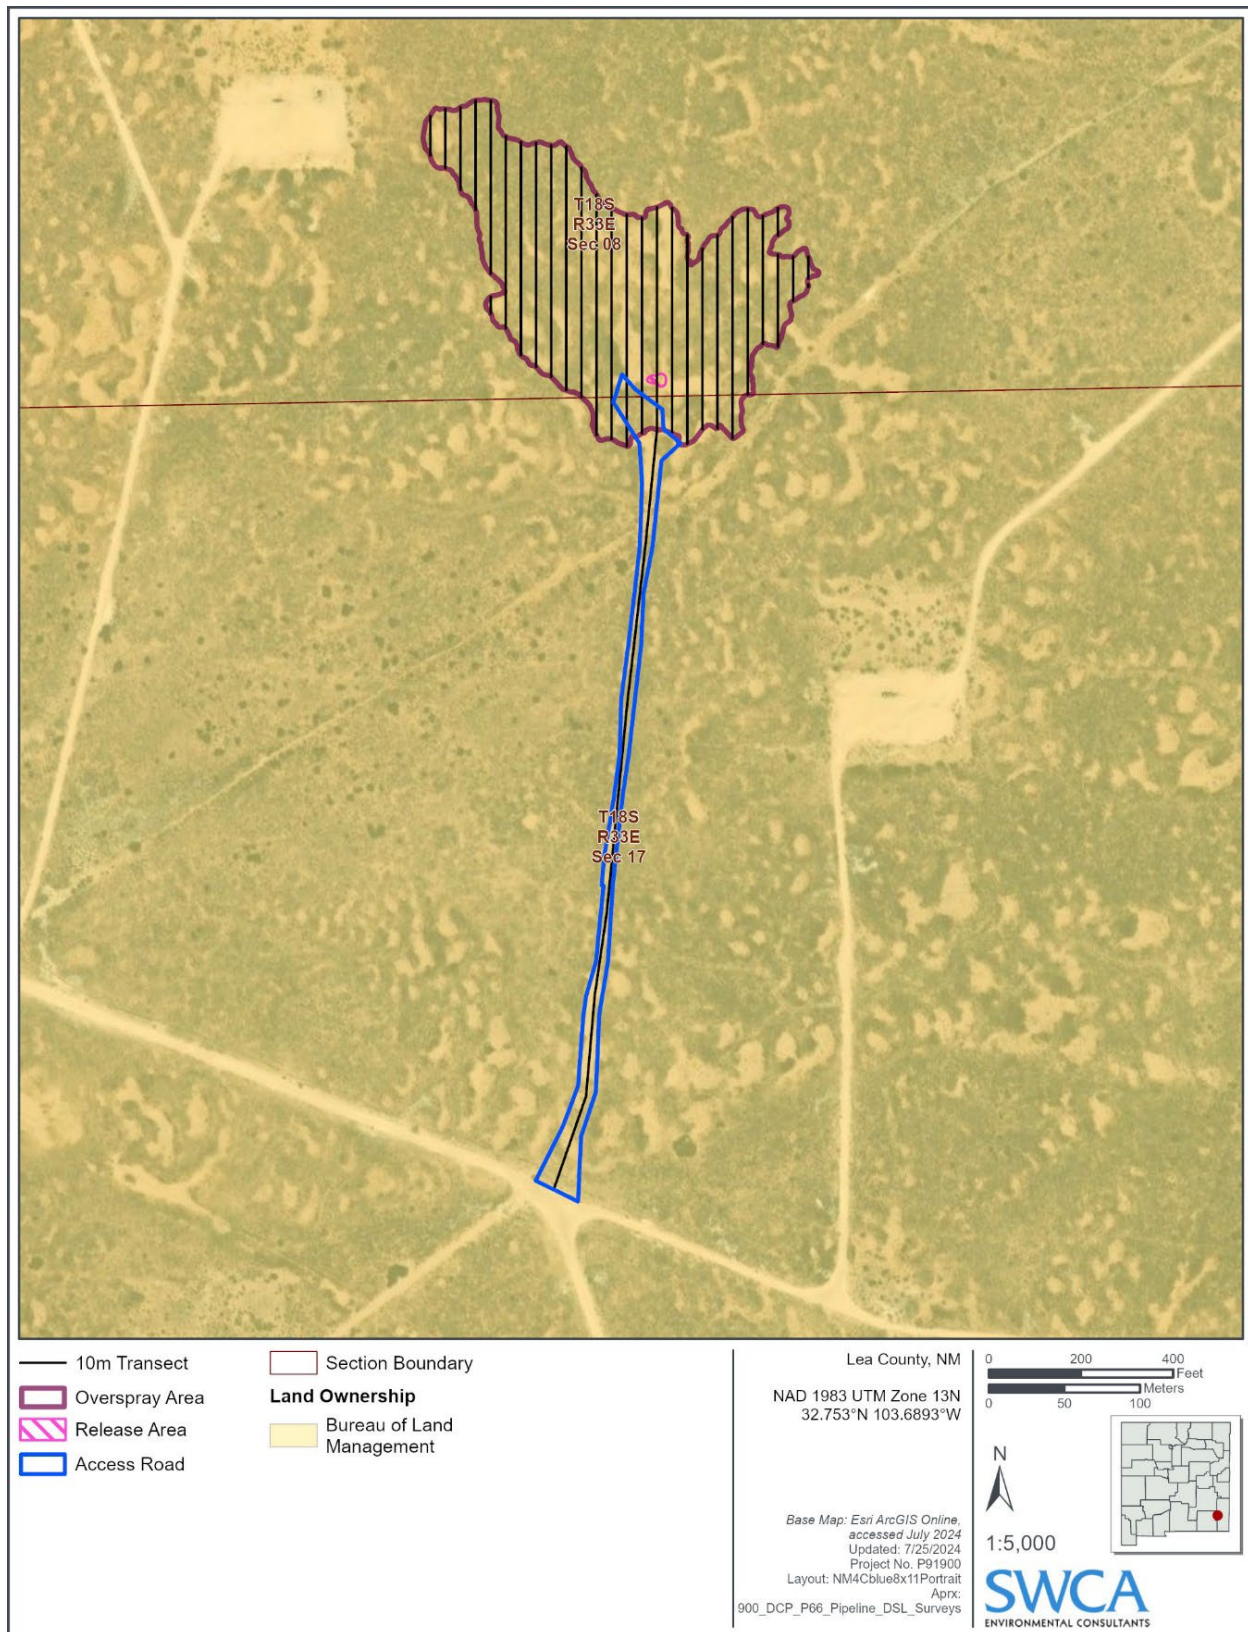 T18S
R33E
Sec 08
T18S
R33E
Sec 17
10m Transect
Overspray Area
Release Area
Access Road
Section Boundary
Land Ownership
Bureau of Land
Management
Lea County, NM
NAD 1983 UTM Zone 13N
32.753°N 103.6893°W
Base Map: Esri ArcGIS Online,
accessed July 2024
Updated: 7/25/2024
Project No. P91900
Layout: NM4Cblue8x11Portrait
Aprx:
900_DCP_P66_Pipeline_DSL_Surveys
0 200 400
Feet
Meters
0 50 100
N
1:5,000
SWCA
ENVIRONMENTAL CONSULTANTS